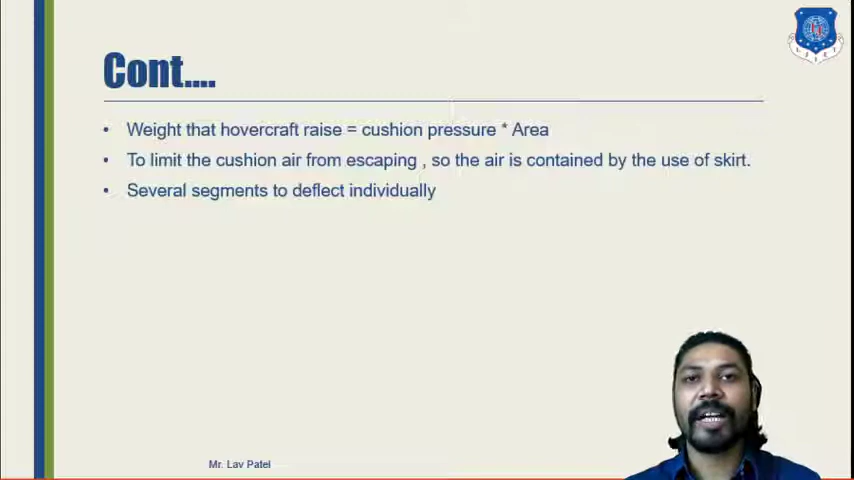 Cont....
• Weight that hovercraft raise = cushion pressure * Area
• To limit the cushion air from escaping , so the air is contained by the use of skirt.
• Several segments to deflect individually
Mr. Lav Patel